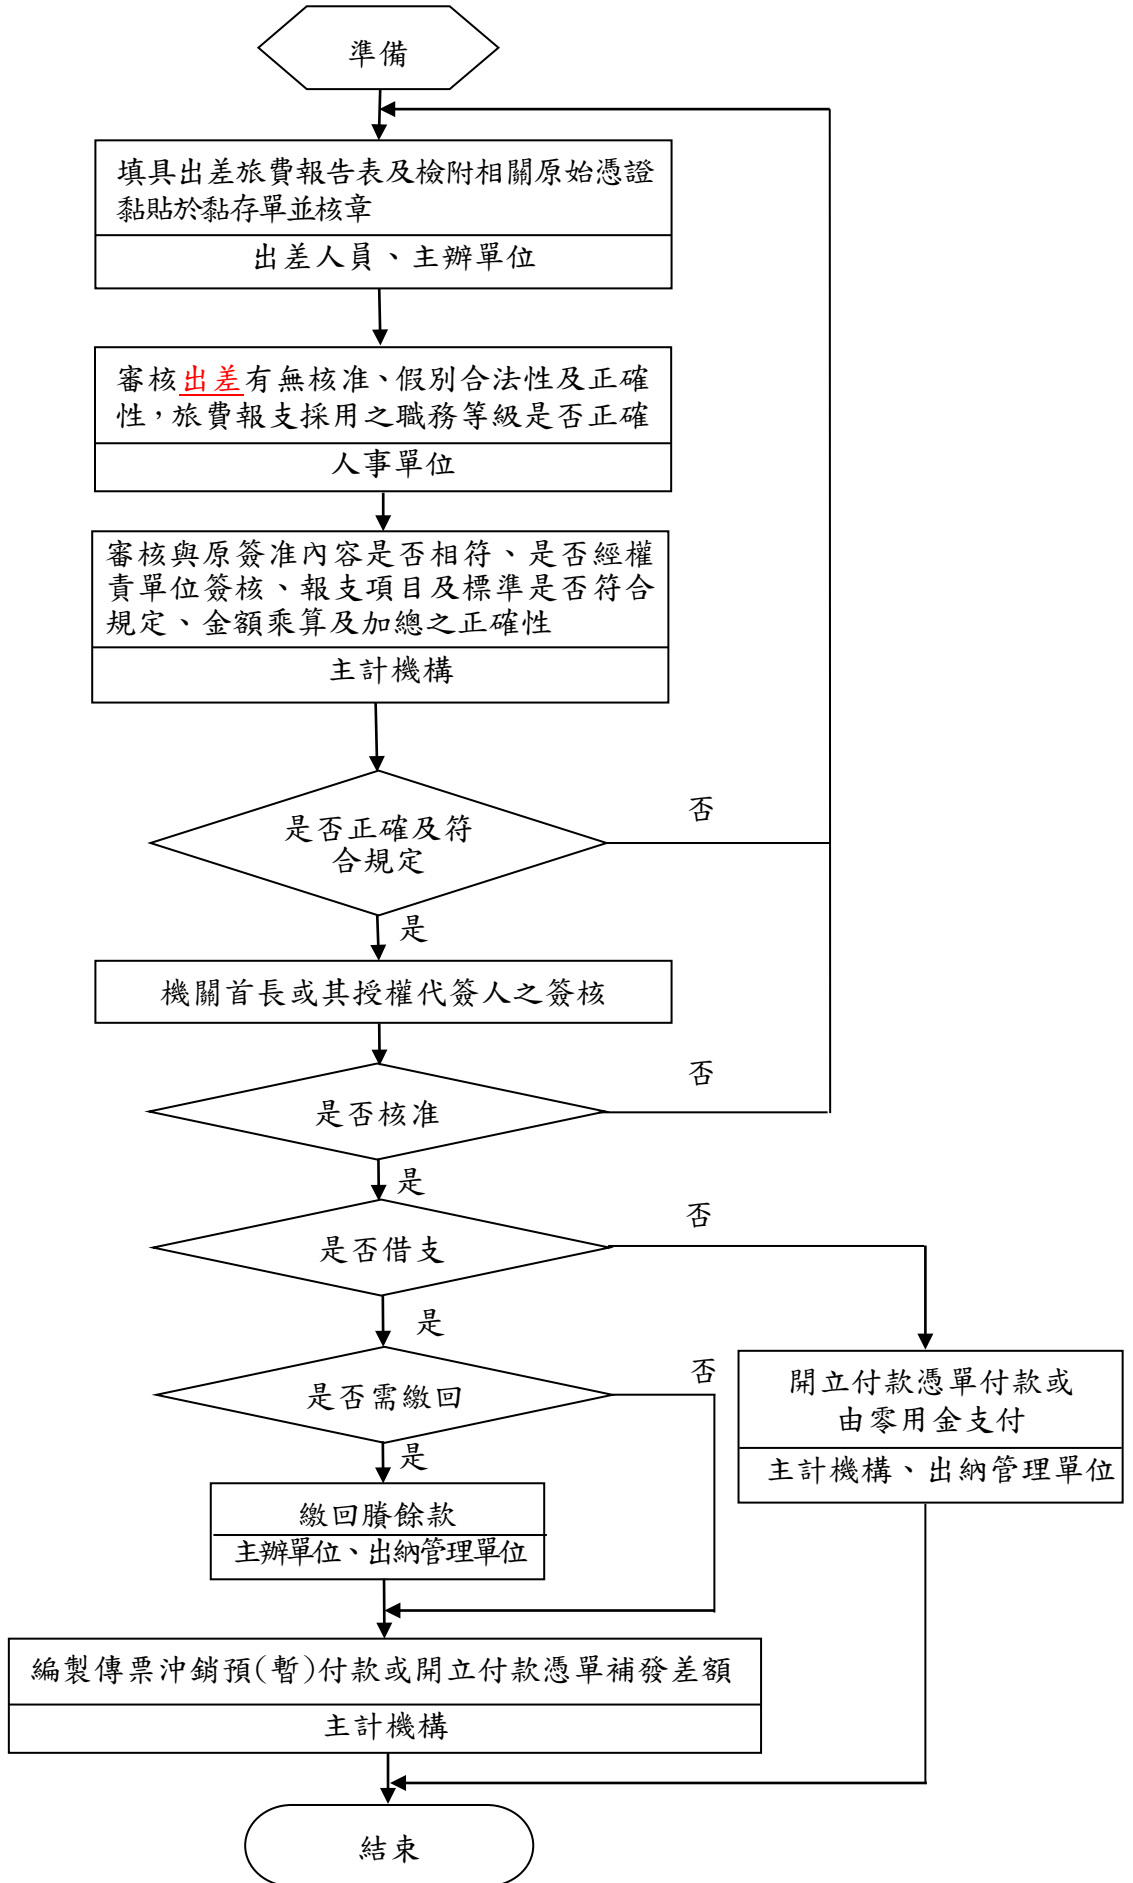 準備
填具出差旅費報告表及檢附相關原始憑證
黏貼於黏存單並核章
出差人員、主辦單位
審核出差有無核准、假別合法性及正確
性，旅費報支採用之職務等級是否正確
人事單位
審核與原簽准內容是否相符、是否經權
責單位簽核、報支項目及標準是否符合
規定、金額乘算及加總之正確性
主計機構
是否正確及符
合規定
否
是
機關首長或其授權代簽人之簽核
是否核准
否
是
是否借支
否
是
是否需繳回
否
是
開立付款憑單付款或
由零用金支付
主計機構、出納管理單位
繳回賸餘款
主辦單位、出納管理單位
編製傳票沖銷預(暫)付款或開立付款憑單補發差額
主計機構
結束